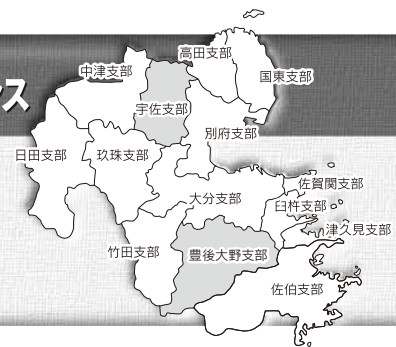 高田支部
中津支部
国東支部
ンス
宇佐支部
別府支部
日田支部
玖珠支部
佐賀関支部
大分支部
臼杵支部
津久見支部
竹田支部
豊後大野支部
佐伯支部